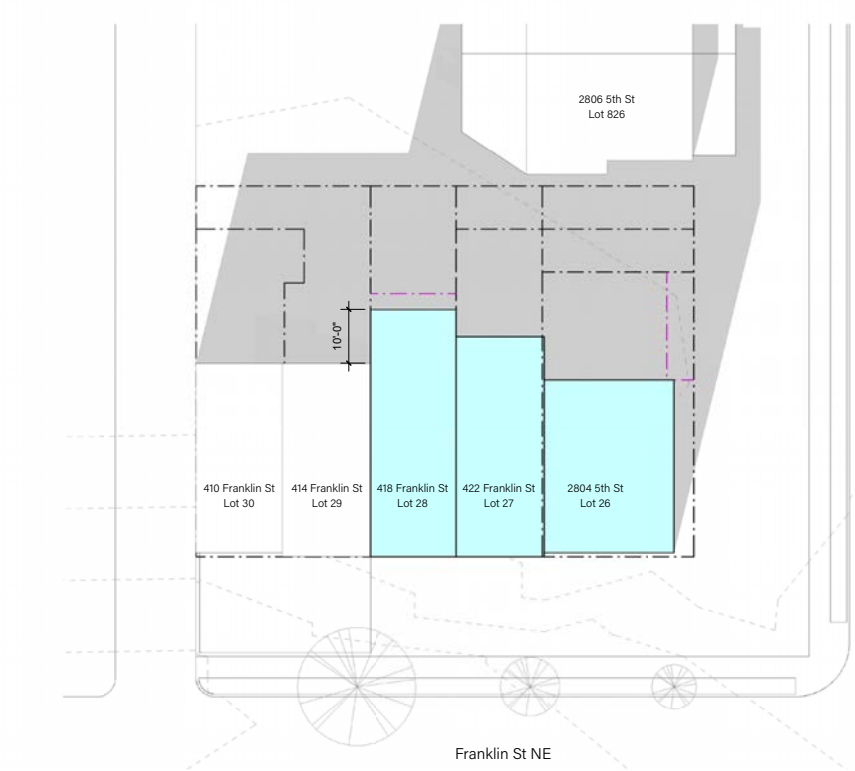 2806 5th St
Lot 826
10'-0"
410 Franklin St
Lot 30
414 Franklin St
Lot 29
418 Franklin St
Lot 28
422 Franklin St
Lot 27
2804 5th St
Lot 26
Franklin St NE